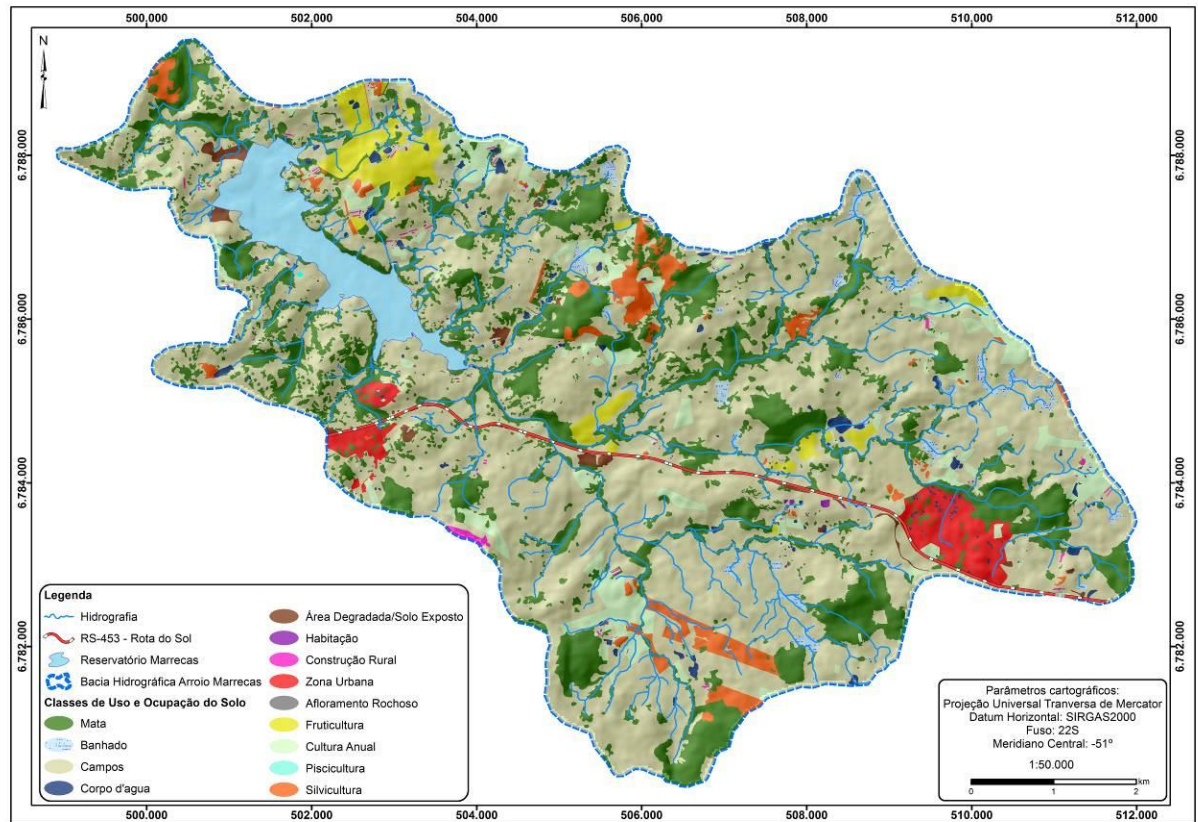 500.000 502.000 504.000 506.000 508.000 510.000 512.000
N
6.788.000 6.788.000
6.786.000 6.786.000
6.784.000 6.784.000
6.782.000 6.782.000
Legenda
Hidrografia
RS-453 - Rota do Sol
Reservatório Marrecas
Bacia Hidrográfica Arroio Marrecas
Classes de Uso e Ocupação do Solo
Mata
Banhado
Campos
Corpo d'agua
Área Degradada/Solo Exposto
Habitação
Construção Rural
Zona Urbana
Afloramento Rochoso
Fruticultura
Cultura Anual
Piscicultura
Silvicultura
Parâmetros cartográficos:
Projeção Universal Tranversa de Mercator
Datum Horizontal: SIRGAS2000
Fuso: 22S
Meridiano Central: -51º
1:50.000
km
0 1 2
500.000 502.000 504.000 506.000 508.000 510.000 512.000